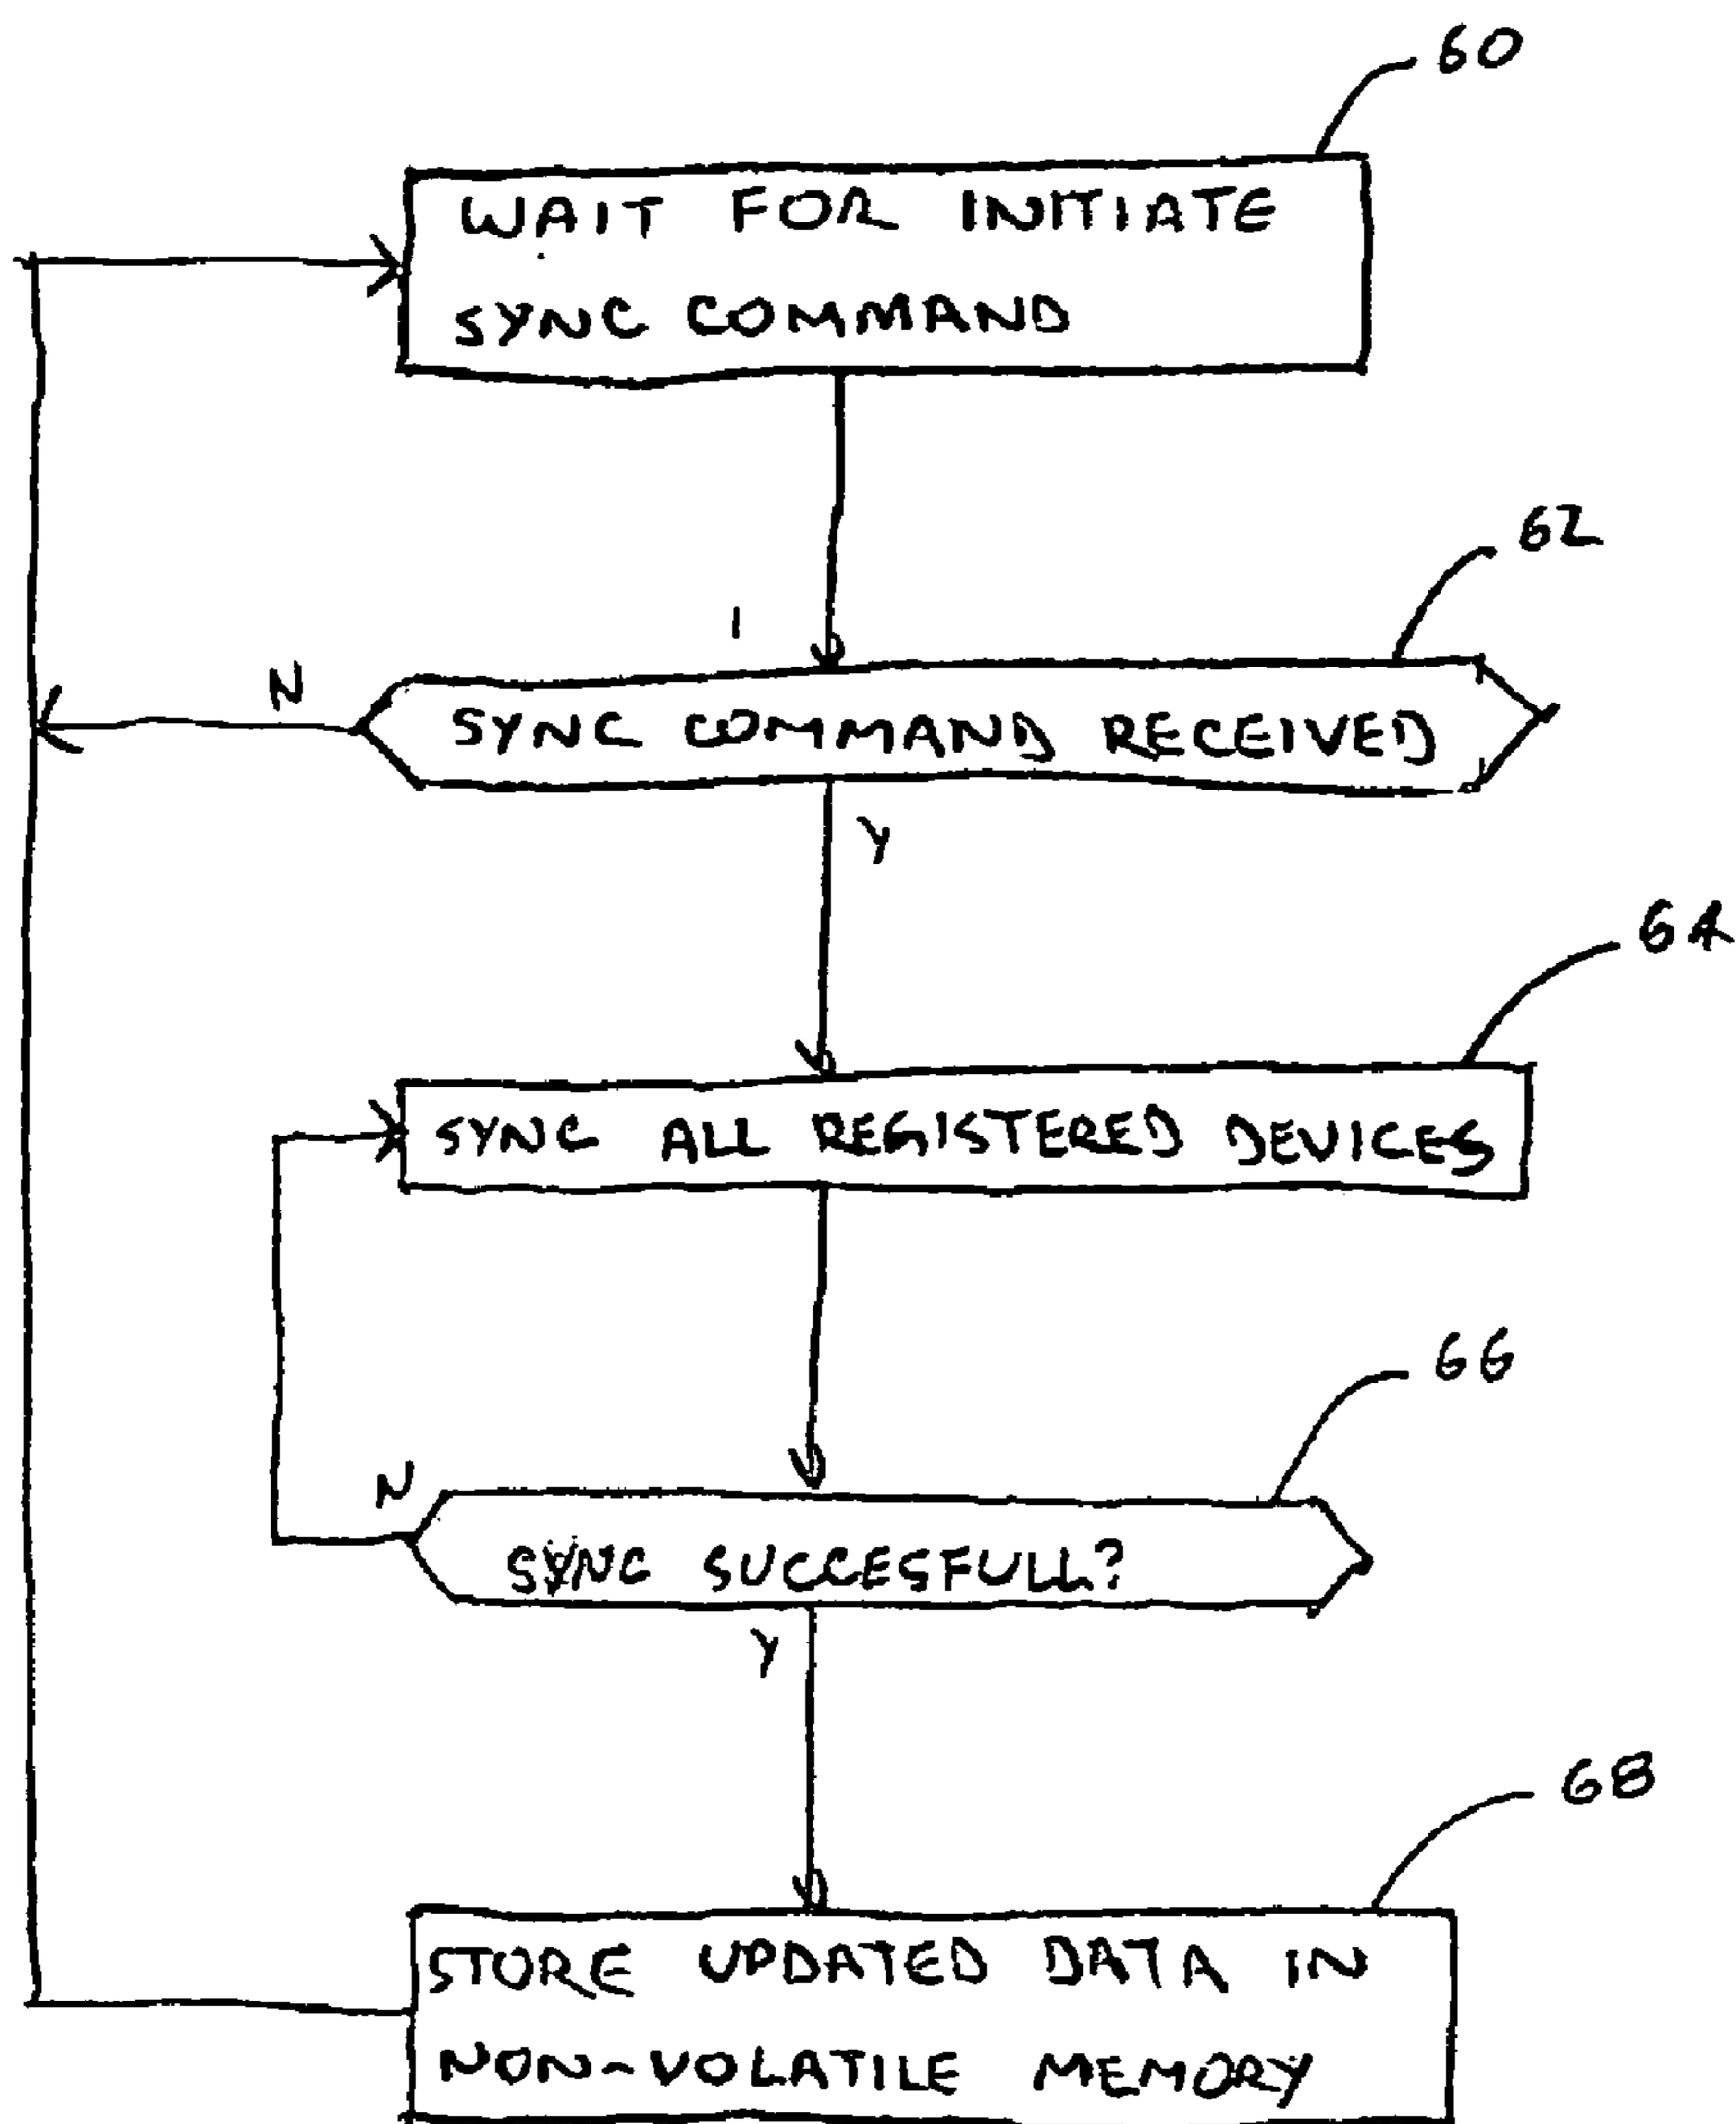 60
WAIT FOR INITIATE
SYNC COMMAND
62
N
SYNC COMMAND RECEIVED
Y
64
SYNC ALL REGISTERED DEVICES
66
N
SYNC SUCCESFULL?
Y
68
STORE UPDATED DATA IN
NON-VOLATILE MEMORY